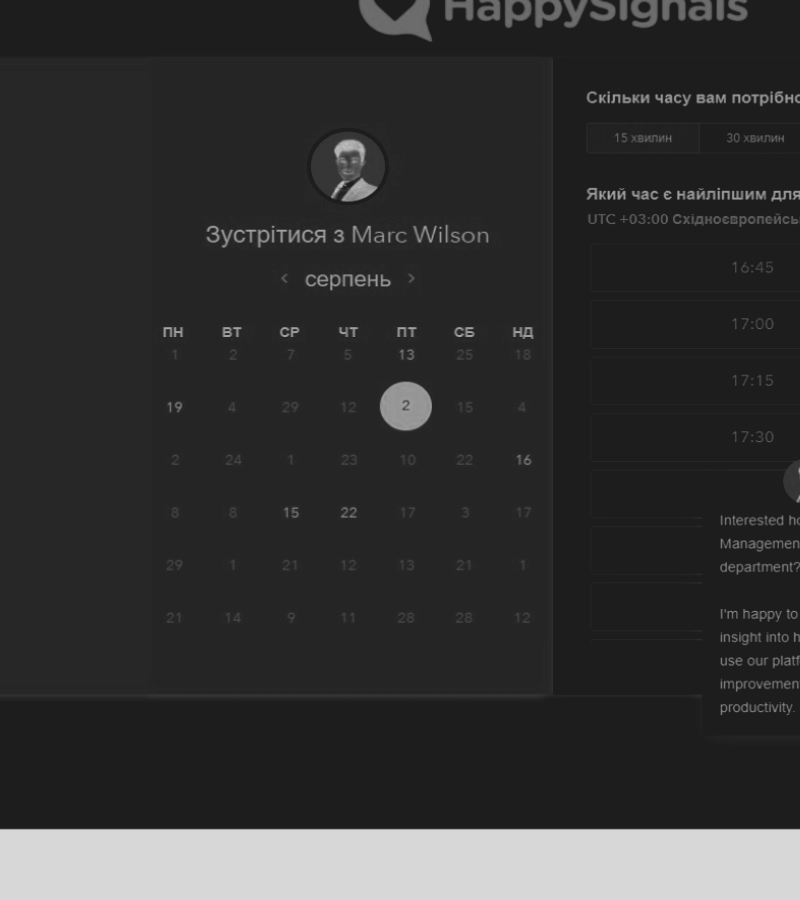 HappySignals
Зустрітися з Marc Wilson
серпень
ПН ВТ СР ЧТ ПТ СБ НД
1 2 7 5 13 25 18
19 4 29 12 2 15 4
2 24 1 23 10 22 16
8 8 15 22 17 3 17
29 1 21 12 13 21 1
21 14 9 11 28 28 12
Скільки часу вам потрібно
15 хвилин 30 хвилин
Який час є найліпшим для
UTC +03:00 Східноєвропейсь
16:45
17:00
17:15
17:30
Interested ho
Managemen
department?
I'm happy to
insight into h
use our platf
improvement
productivity.